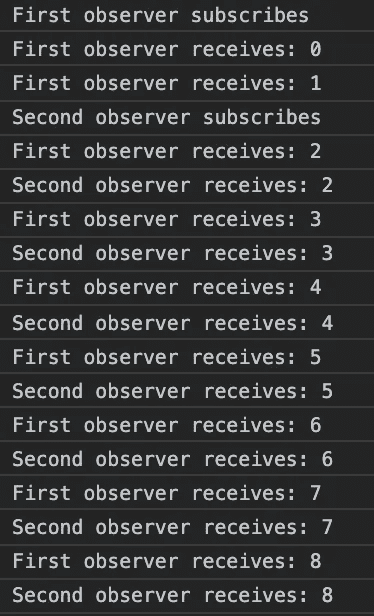 First observer subscribes
First observer receives: 0
First observer receives: 1
Second observer subscribes
First observer receives: 2
Second observer receives: 2
First observer receives: 3
Second observer receives: 3
First observer receives: 4
Second observer receives: 4
First observer receives: 5
Second observer receives: 5
First observer receives: 6
Second observer receives: 6
First observer receives: 7
Second observer receives: 7
First observer receives: 8
Second observer receives: 8